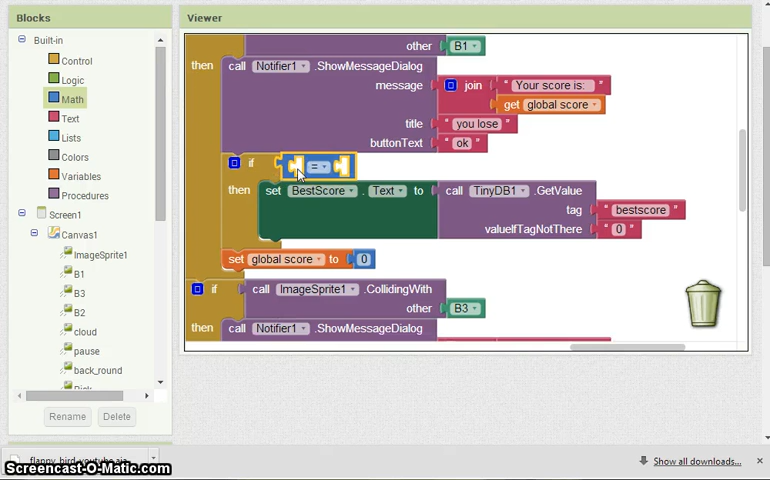 Blocks
Viewer
Built-in
Control
Logic
Math
Text
Lists
Colors
Variables
Procedures
Screen1
Canvas1
ImageSprite1
B1
B3
B2
cloud
pause
back_round
Rename
Delete
other B1
then call Notifier1 .ShowMessageDialog
message join " Your score is: "
get global score
title " you lose "
buttonText " ok "
if =
then set BestScore . Text to call TinyDB1 .GetValue
tag " bestscore "
valueIfTagNotThere " 0 "
set global score to 0
if call ImageSprite1 .CollidingWith
other B3
then call Notifier1 .ShowMessageDialog
Show all downloads...
Screencast-O-Matic.com